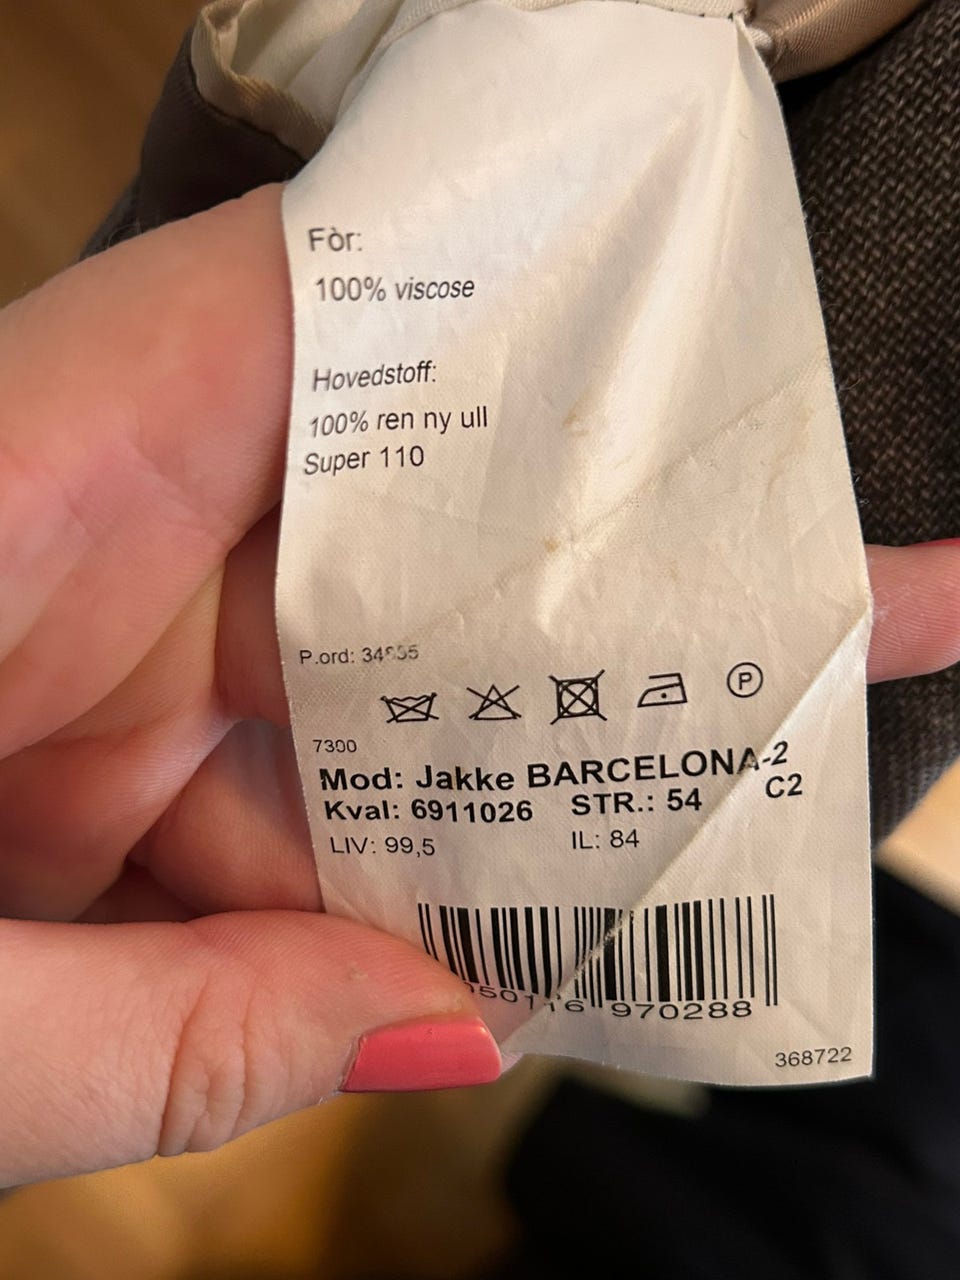 Fòr:
100% viscose
Hovedstoff:
100% ren ny ull
Super 110
P.ord:
P
7300
Mod: Jakke BARCELONA-2
C2
Kval: 6911026 STR.: 54
LIV: 99,5 IL: 84
970288
368722